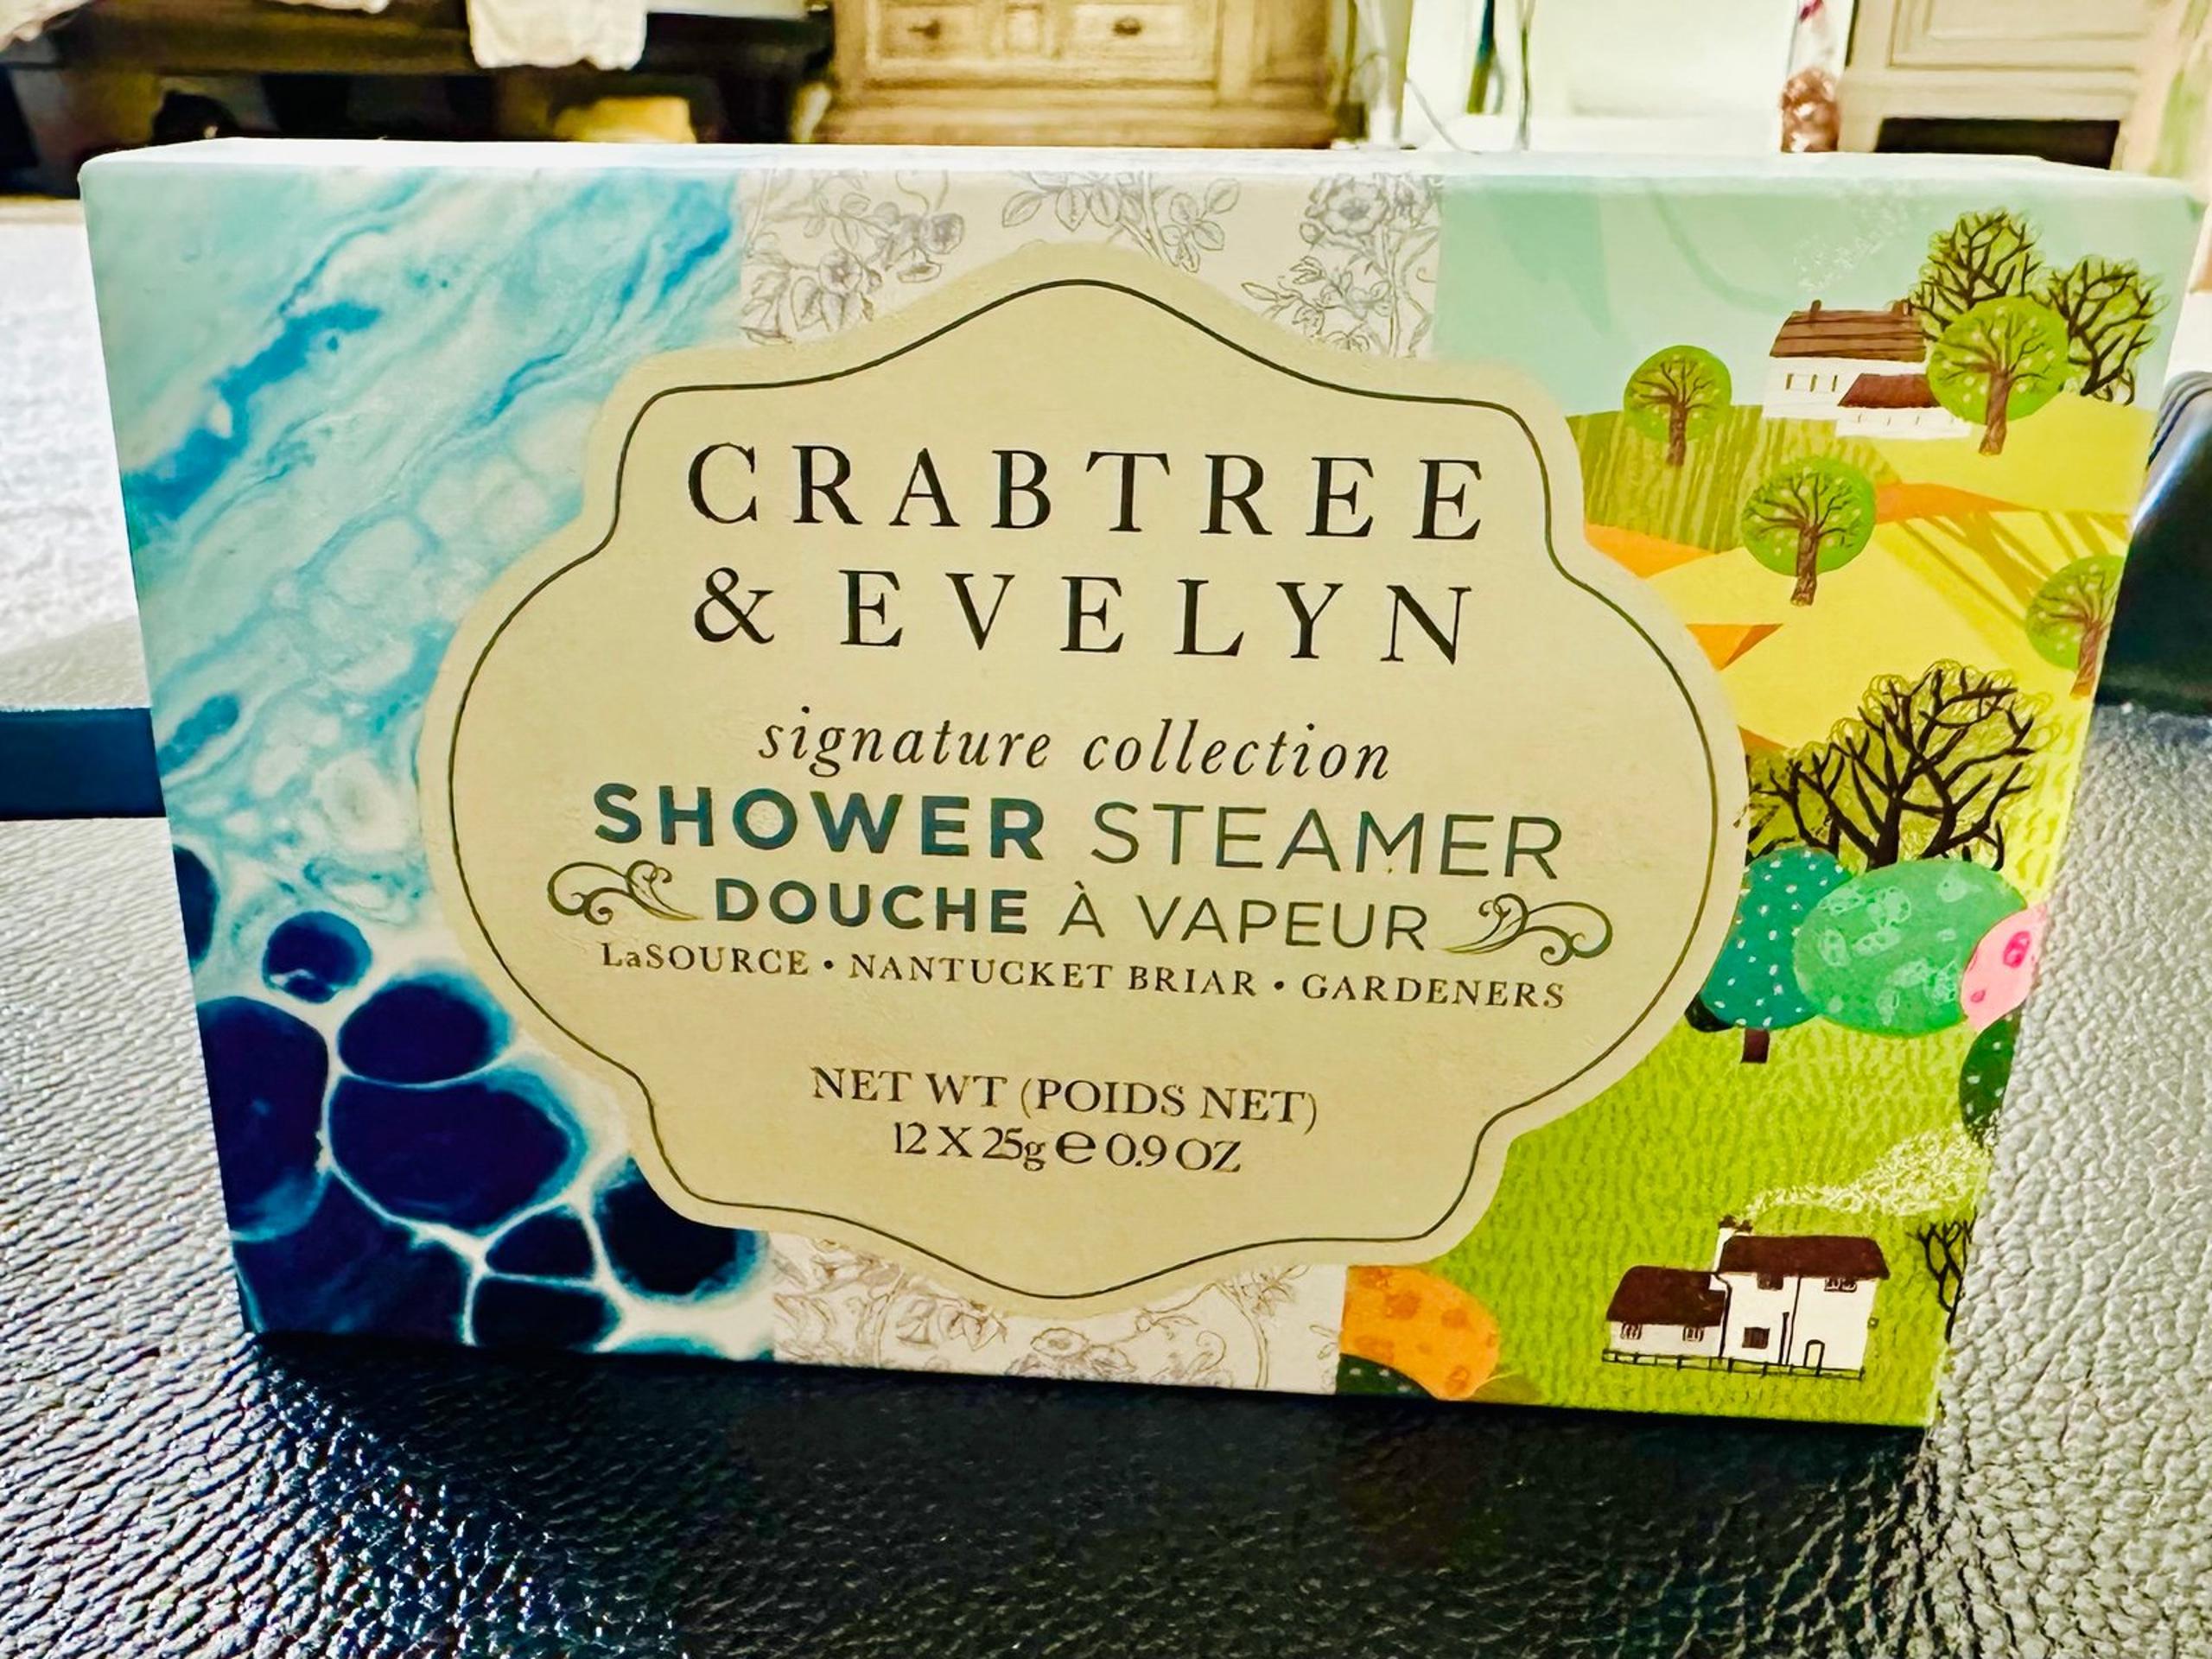 CRABTREE
& EVELYN
signature collection
SHOWER STEAMER
DOUCHE À VAPEUR
LaSOURCE • NANTUCKET BRIAR • GARDENERS
NET WT (POIDS NET)
12 X 25g ℮ 0.9 OZ